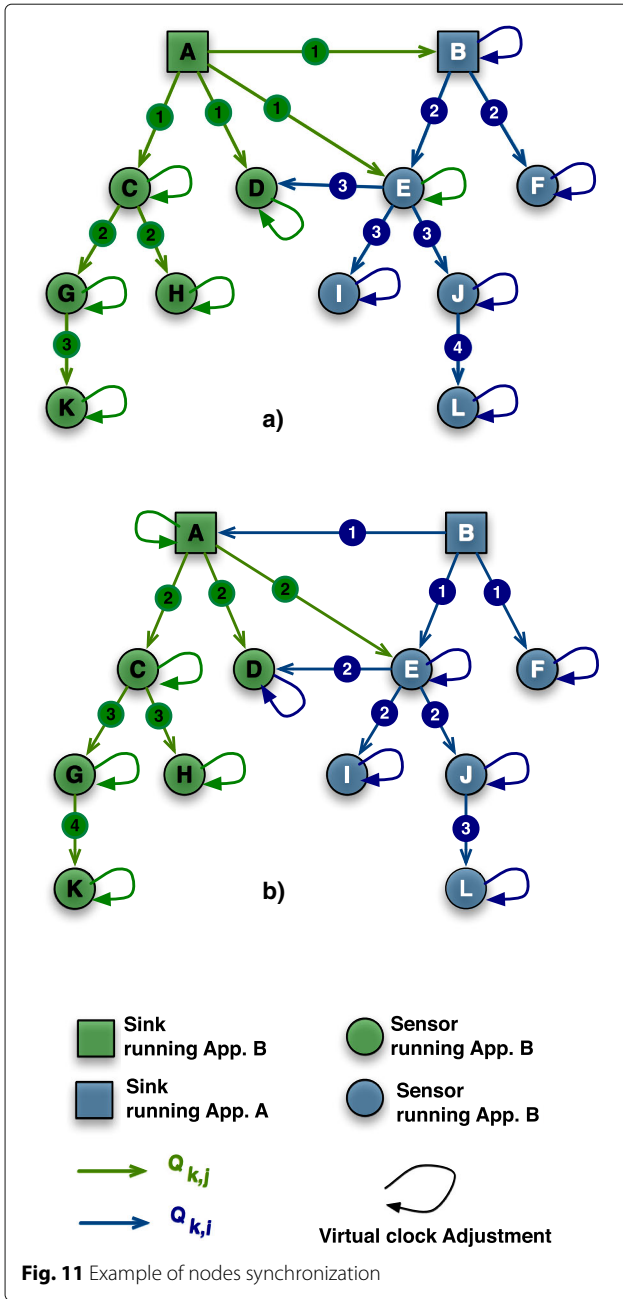 A 1 B
1 1 1 2 2
C D 3 E F
2 2 3 3
G H I J
3 4
K L
a)
A 1 B
2 2 2 1 1
C D 2 E F
3 3 2 2
G H I J
4 3
K L
b)
Sink
running App. B
Sensor
running App. B
Sink
running App. A
Sensor
running App. B
Q k,j
Q k,i
Virtual clock Adjustment
Fig. 11 Example of nodes synchronization